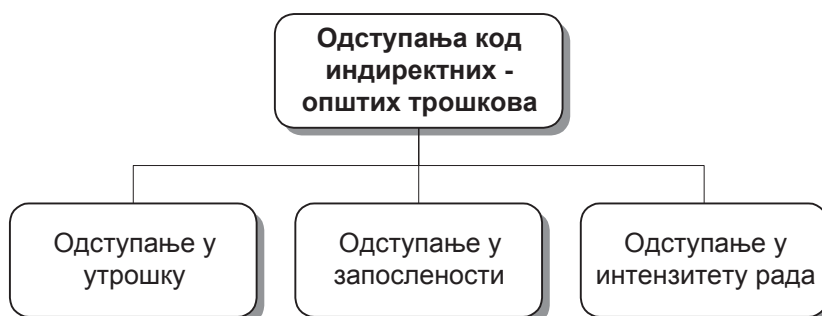 Одступања код
индиректних -
општих трошкова
Одступање у
утрошку
Одступање у
запослености
Одступање у
интензитету рада